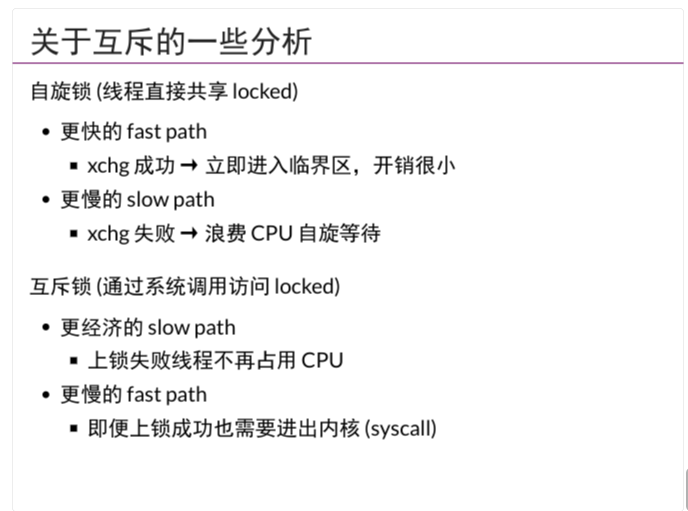 关于互斥的一些分析
自旋锁 (线程直接共享 locked)
• 更快的 fast path
▪ xchg 成功 → 立即进入临界区，开销很小
• 更慢的 slow path
▪ xchg 失败 → 浪费 CPU 自旋等待
互斥锁 (通过系统调用访问 locked)
• 更经济的 slow path
▪ 上锁失败线程不再占用 CPU
• 更慢的 fast path
▪ 即便上锁成功也需要进出内核 (syscall)